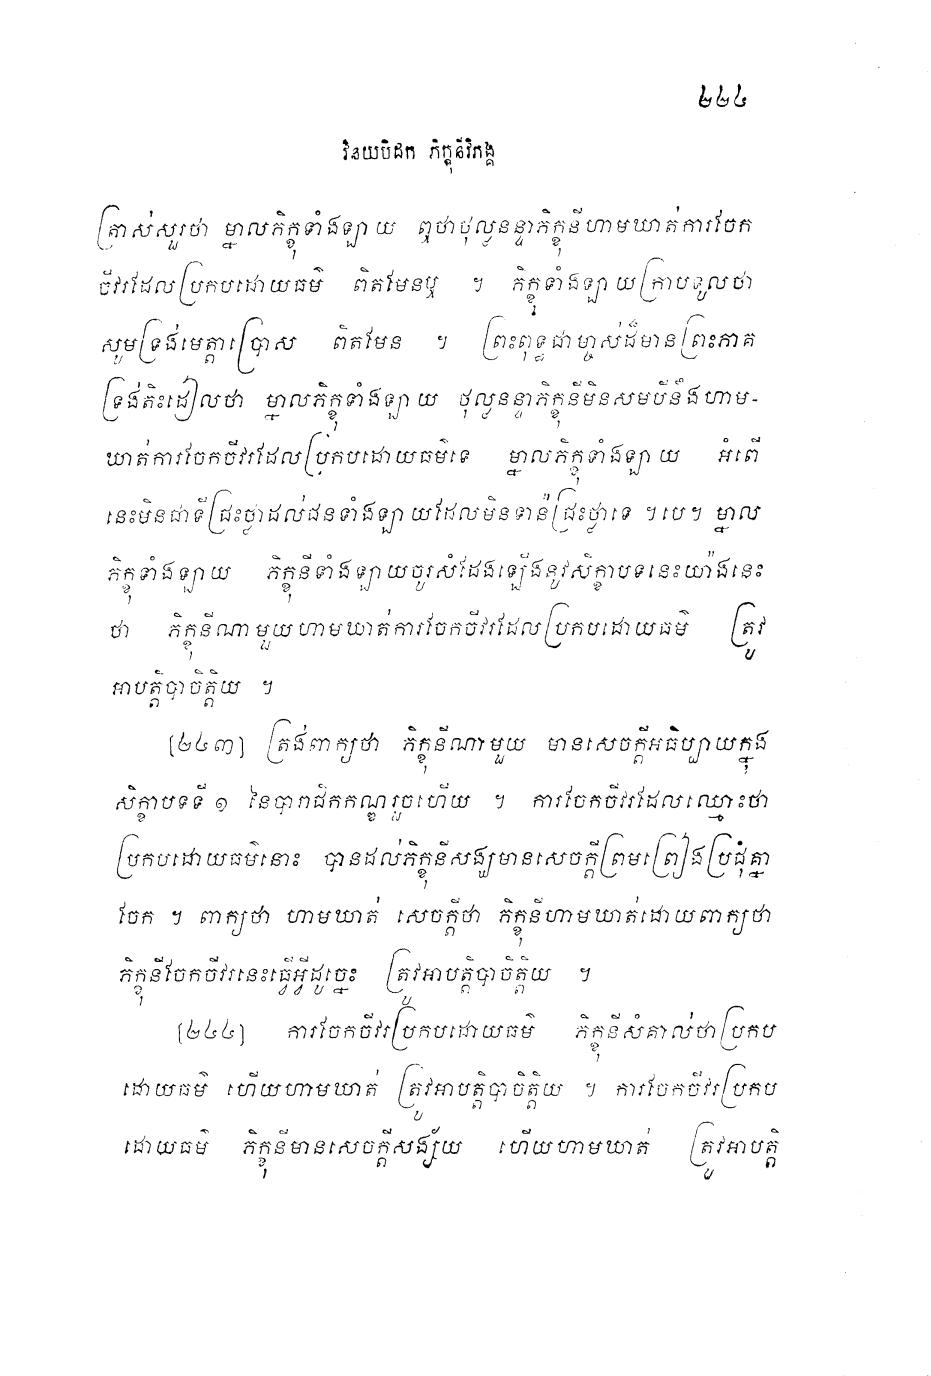 ២២៤
វិនយបិដក ភិក្ខុនីវិភង្គ
ត្រាស់សួរថា ម្នាលភិក្ខុទាំងឡាយ ឮថាថុល្លនន្ទាភិក្ខុនីហាមឃាត់ការចែក
ចីវរដែលប្រកបដោយធម៌ ពិតមែនឬ ។ ភិក្ខុទាំងឡាយក្រាបទូលថា
សូមទ្រង់មេត្តាប្រោស ពិតមែន ។ ព្រះពុទ្ធជាម្ចាស់ដ៏មានព្រះភាគ
ទ្រង់តិះដៀលថា ម្នាលភិក្ខុទាំងឡាយ ថុល្លនន្ទាភិក្ខុនីមិនសមបើនឹងហាម-
ឃាត់ការចែកចីវរដែលប្រកបដោយធម៌ទេ ម្នាលភិក្ខុទាំងឡាយ អំពើ
នេះមិនជាទីជ្រះថ្លាដល់ជនទាំងឡាយដែលមិនទាន់ជ្រះថ្លាទេ ។បេ។ ម្នាល
ភិក្ខុទាំងឡាយ ភិក្ខុនីទាំងឡាយចូរសំដែងឡើងនូវសិក្ខាបទនេះយ៉ាងនេះ
ថា ភិក្ខុនីណាមួយហាមឃាត់ការចែកចីវរដែលប្រកបដោយធម៌ ត្រូវ
អាបត្តិបាចិត្តិយ ។
[២៤៣] ត្រង់ពាក្យថា ភិក្ខុនីណាមួយ មានសេចក្តីអធិប្បាយក្នុង
សិក្ខាបទទី ១ នៃបារាជិកកណ្ឌរួចហើយ ។ ការចែកចីវរដែលឈ្មោះថា
ប្រកបដោយធម៌នោះ បានដល់ភិក្ខុនីសង្ឃមានសេចក្តីព្រមព្រៀងប្រជុំគ្នា
ចែក ។ ពាក្យថា ហាមឃាត់ សេចក្តីថា ភិក្ខុនីហាមឃាត់ដោយពាក្យថា
ភិក្ខុនីចែកចីវរនេះធ្វើអ្វីដូច្នេះ ត្រូវអាបត្តិបាចិត្តិយ ។
[២៤៤] ការចែកចីវរប្រកបដោយធម៌ ភិក្ខុនីសំគាល់ថាប្រកប
ដោយធម៌ ហើយហាមឃាត់ ត្រូវអាបត្តិបាចិត្តិយ ។ ការចែកចីវរប្រកប
ដោយធម៌ ភិក្ខុនីមានសេចក្តីសង្ស័យ ហើយហាមឃាត់ ត្រូវអាបត្តិ